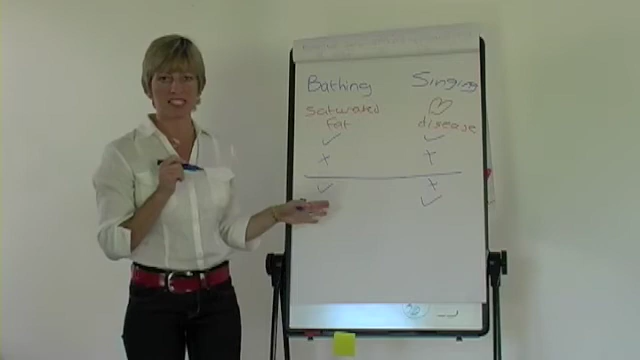 Bathing Singing
saturated
fat disease
✓ ✓
+ +
✓ +
✓